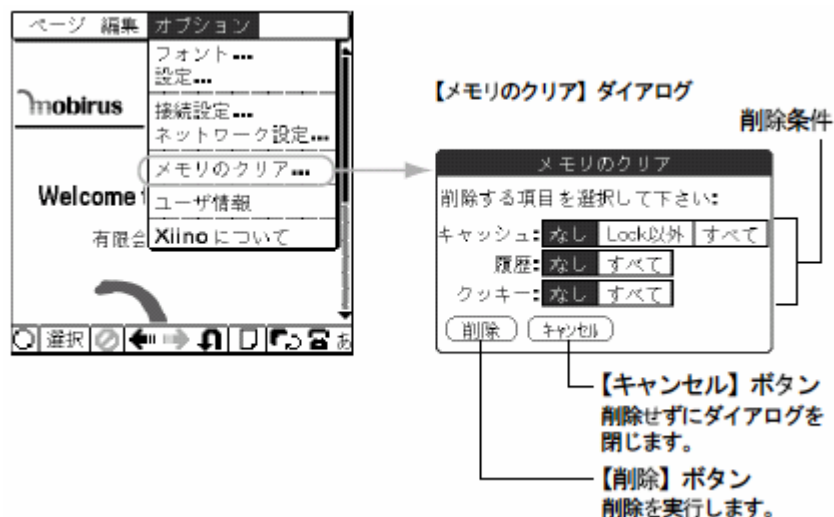 ページ 編集 オプション
フォント...
設定...
接続設定...
ネットワーク設定...
メモリのクリア...
ユーザ情報
Xiino について
mobirus
Welcome
有限会
選択
あ
【メモリのクリア】ダイアログ
削除条件
メモリのクリア
削除する項目を選択して下さい:
キャッシュ: なし Lock以外 すべて
履歴: なし すべて
クッキー: なし すべて
削除 キャンセル
【キャンセル】ボタン
削除せずにダイアログを
閉じます。
【削除】ボタン
削除を実行します。